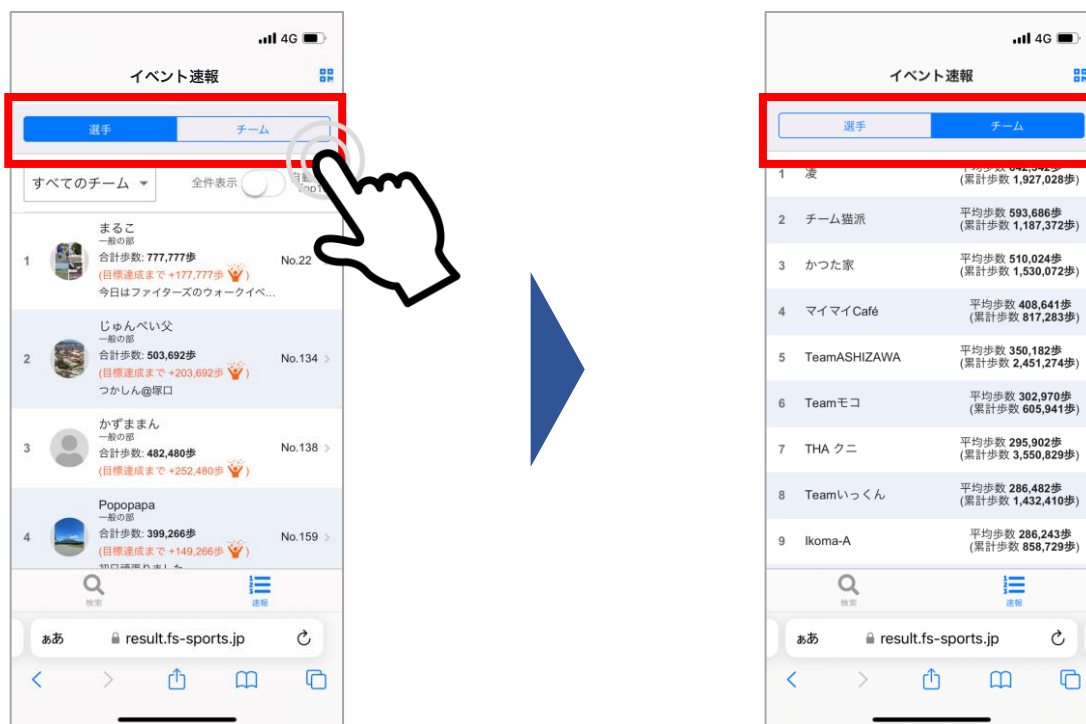 4G
イベント速報
選手 チーム
すべてのチーム 全件表示
まるこ
一般の部
1 合計歩数: 777,777歩 No.22
(目標達成まで +177,777歩 )
今日はファイターズのウォークイベ...
じゅんぺい父
一般の部
2 合計歩数: 503,692歩 No.134
(目標達成まで +203,692歩 )
つかしん@塚口
かずままん
一般の部
3 合計歩数: 482,480歩 No.138
(目標達成まで +252,480歩 )
Popopapa
一般の部
4 合計歩数: 399,266歩 No.159
(目標達成まで +149,266歩 )
初日頑張りました
検索 速報
ぁあ result.fs-sports.jp
4G
イベント速報
選手 チーム
1 凌
(累計歩数 1,927,028歩)
2 チーム猫派 平均歩数 593,686歩
(累計歩数 1,187,372歩)
3 かつた家 平均歩数 510,024歩
(累計歩数 1,530,072歩)
4 マイマイCafé 平均歩数 408,641歩
(累計歩数 817,283歩)
5 TeamASHIZAWA 平均歩数 350,182歩
(累計歩数 2,451,274歩)
6 Teamモコ 平均歩数 302,970歩
(累計歩数 605,941歩)
7 THA クニ 平均歩数 295,902歩
(累計歩数 3,550,829歩)
8 Teamいっくん 平均歩数 286,482歩
(累計歩数 1,432,410歩)
9 Ikoma-A 平均歩数 286,243歩
(累計歩数 858,729歩)
検索 速報
ぁあ result.fs-sports.jp